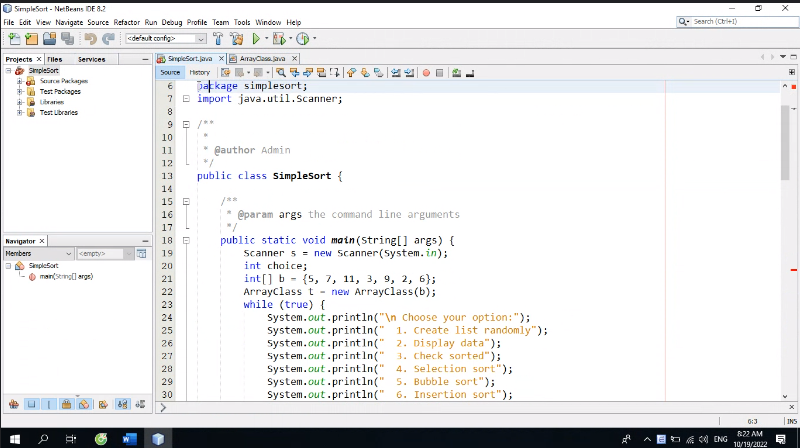 SimpleSort - NetBeans IDE 8.2
File Edit View Navigate Source Refactor Run Debug Profile Team Tools Window Help
Search (Ctrl+I)
<default config>
Projects Files Services
SimpleSort.java ArrayClass.java
Source History
SimpleSort
Source Packages
Test Packages
Libraries
Test Libraries
6 package simplesort;
7 import java.util.Scanner;
8
9 /**
10 *
11 * @author Admin
12 */
13 public class SimpleSort {
14
15 /**
16 * @param args the command line arguments
17 */
18 public static void main(String[] args) {
19 Scanner s = new Scanner(System.in);
20 int choice;
21 int[] b = {5, 7, 11, 3, 9, 2, 6};
22 ArrayClass t = new ArrayClass(b);
23 while (true) {
24 System.out.println("\n Choose your option:");
25 System.out.println("  1. Create list randomly");
26 System.out.println("  2. Display data");
27 System.out.println("  3. Check sorted");
28 System.out.println("  4. Selection sort");
29 System.out.println("  5. Bubble sort");
30 System.out.println("  6. Insertion sort");
Navigator
Members <empty>
SimpleSort
main(String[] args)
6:3 INS
ENG
8:22 AM
10/19/2022